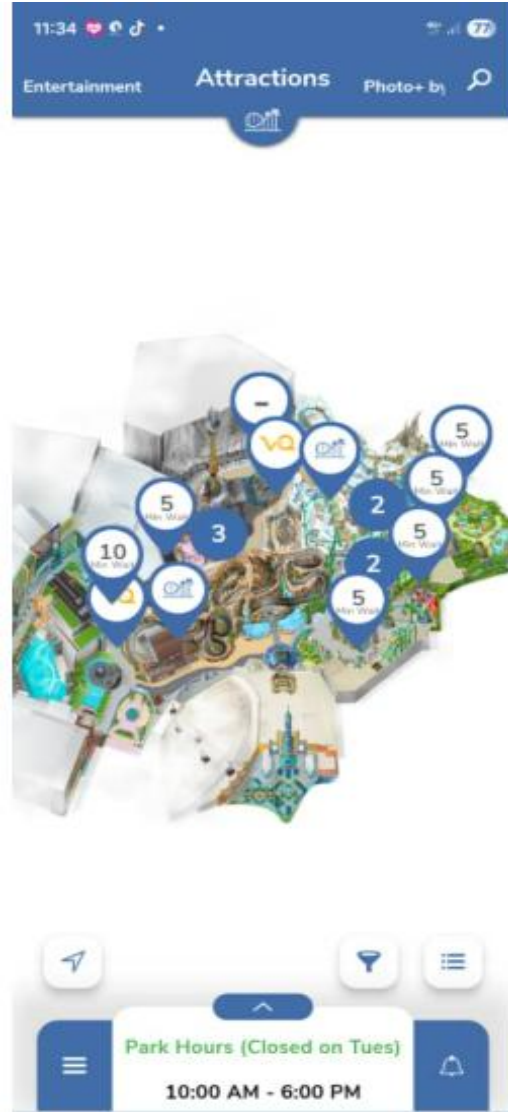 11:34
77
Entertainment
Attractions
Photo+ by
–
VQ
5
Min Wait
5
Min Wait
5
Min Wait
2
3
5
Min Wait
10
Min Wait
VQ
2
5
Min Wait
Park Hours (Closed on Tues)
10:00 AM - 6:00 PM